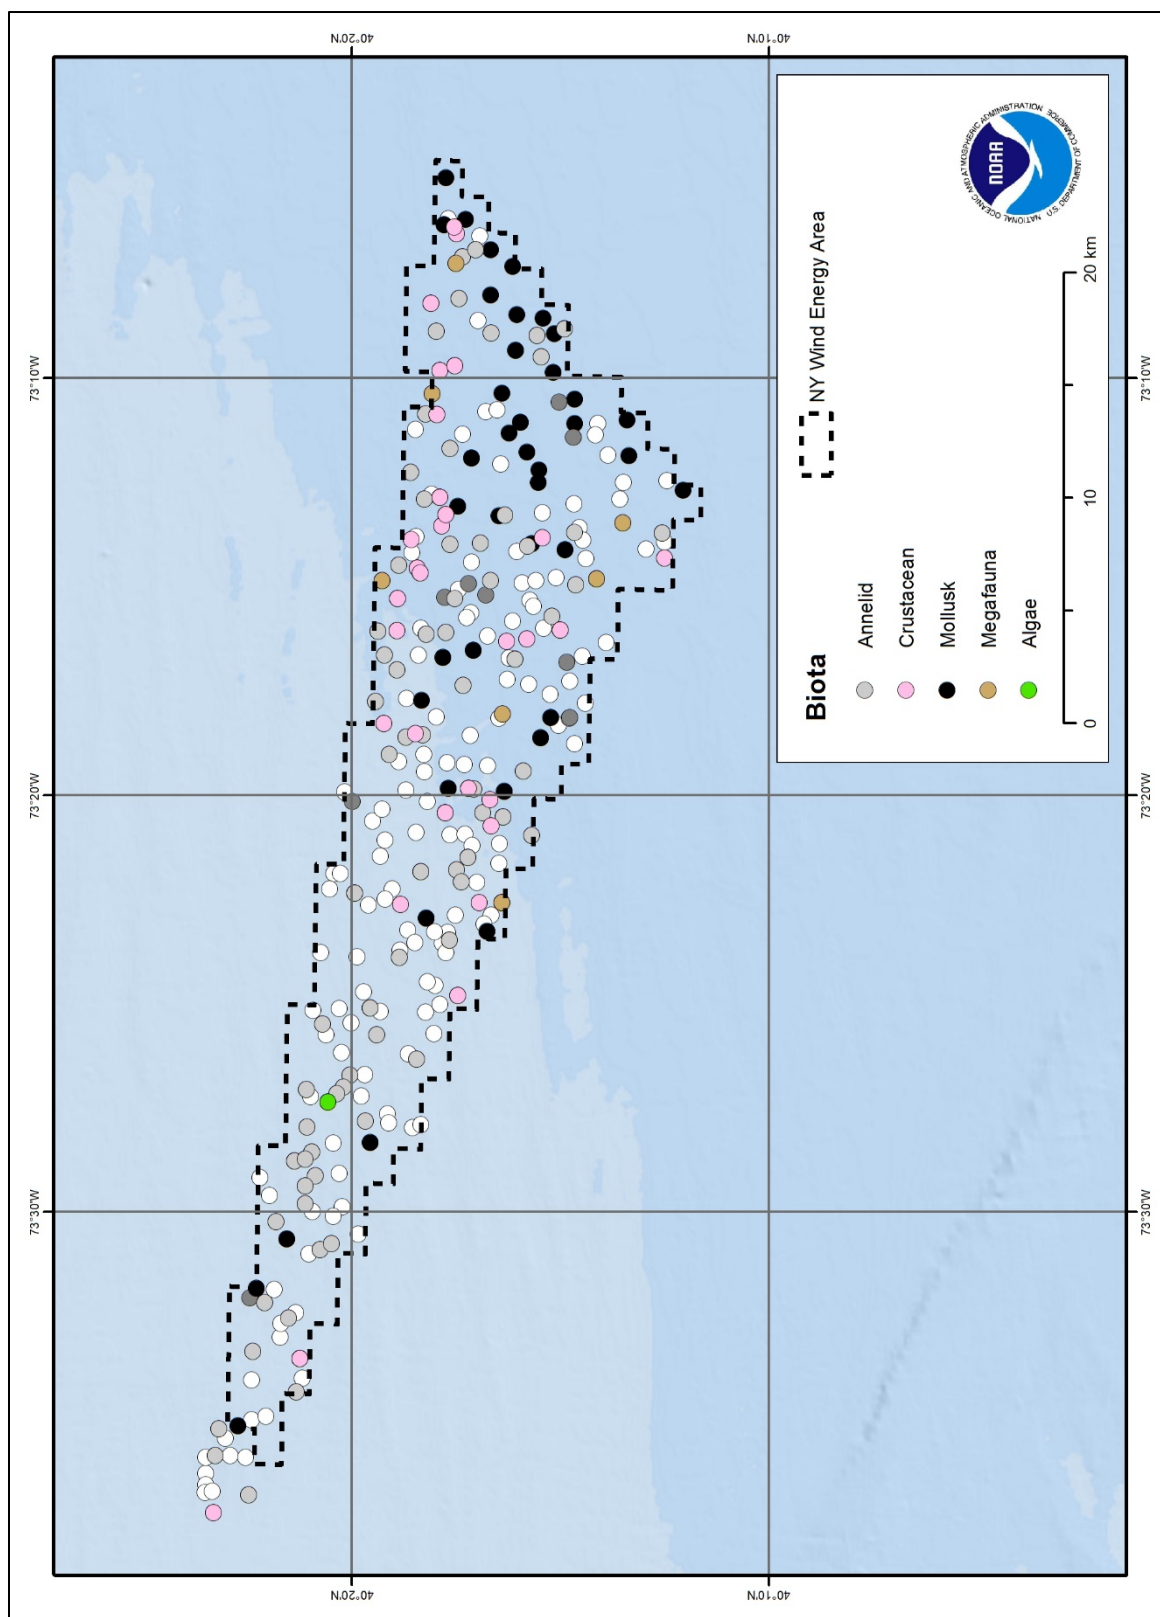 40°20'N
40°10'N
73°30'W
73°20'W
73°10'W
73°30'W
73°20'W
73°10'W
40°20'N
40°10'N
Biota
Annelid
Crustacean
Mollusk
Megafauna
Algae
NY Wind Energy Area
0
10
20 km
NATIONAL OCEANIC AND ATMOSPHERIC ADMINISTRATION
U.S. DEPARTMENT OF COMMERCE
NOAA